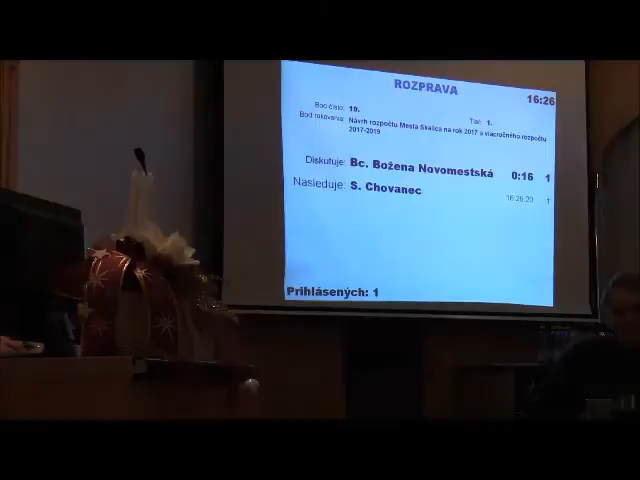 ROZPRAVA
16:26
Bod číslo: 19. Tlač 1.
Bod rokovania: Návrh rozpočtu Mesta Skalica na rok 2017 a viacročného rozpočtu
2017-2019
Diskutuje: Bc. Božena Novomestská 0:16 1
Nasleduje: S. Chovanec 16:26:20 1
Prihlásených: 1